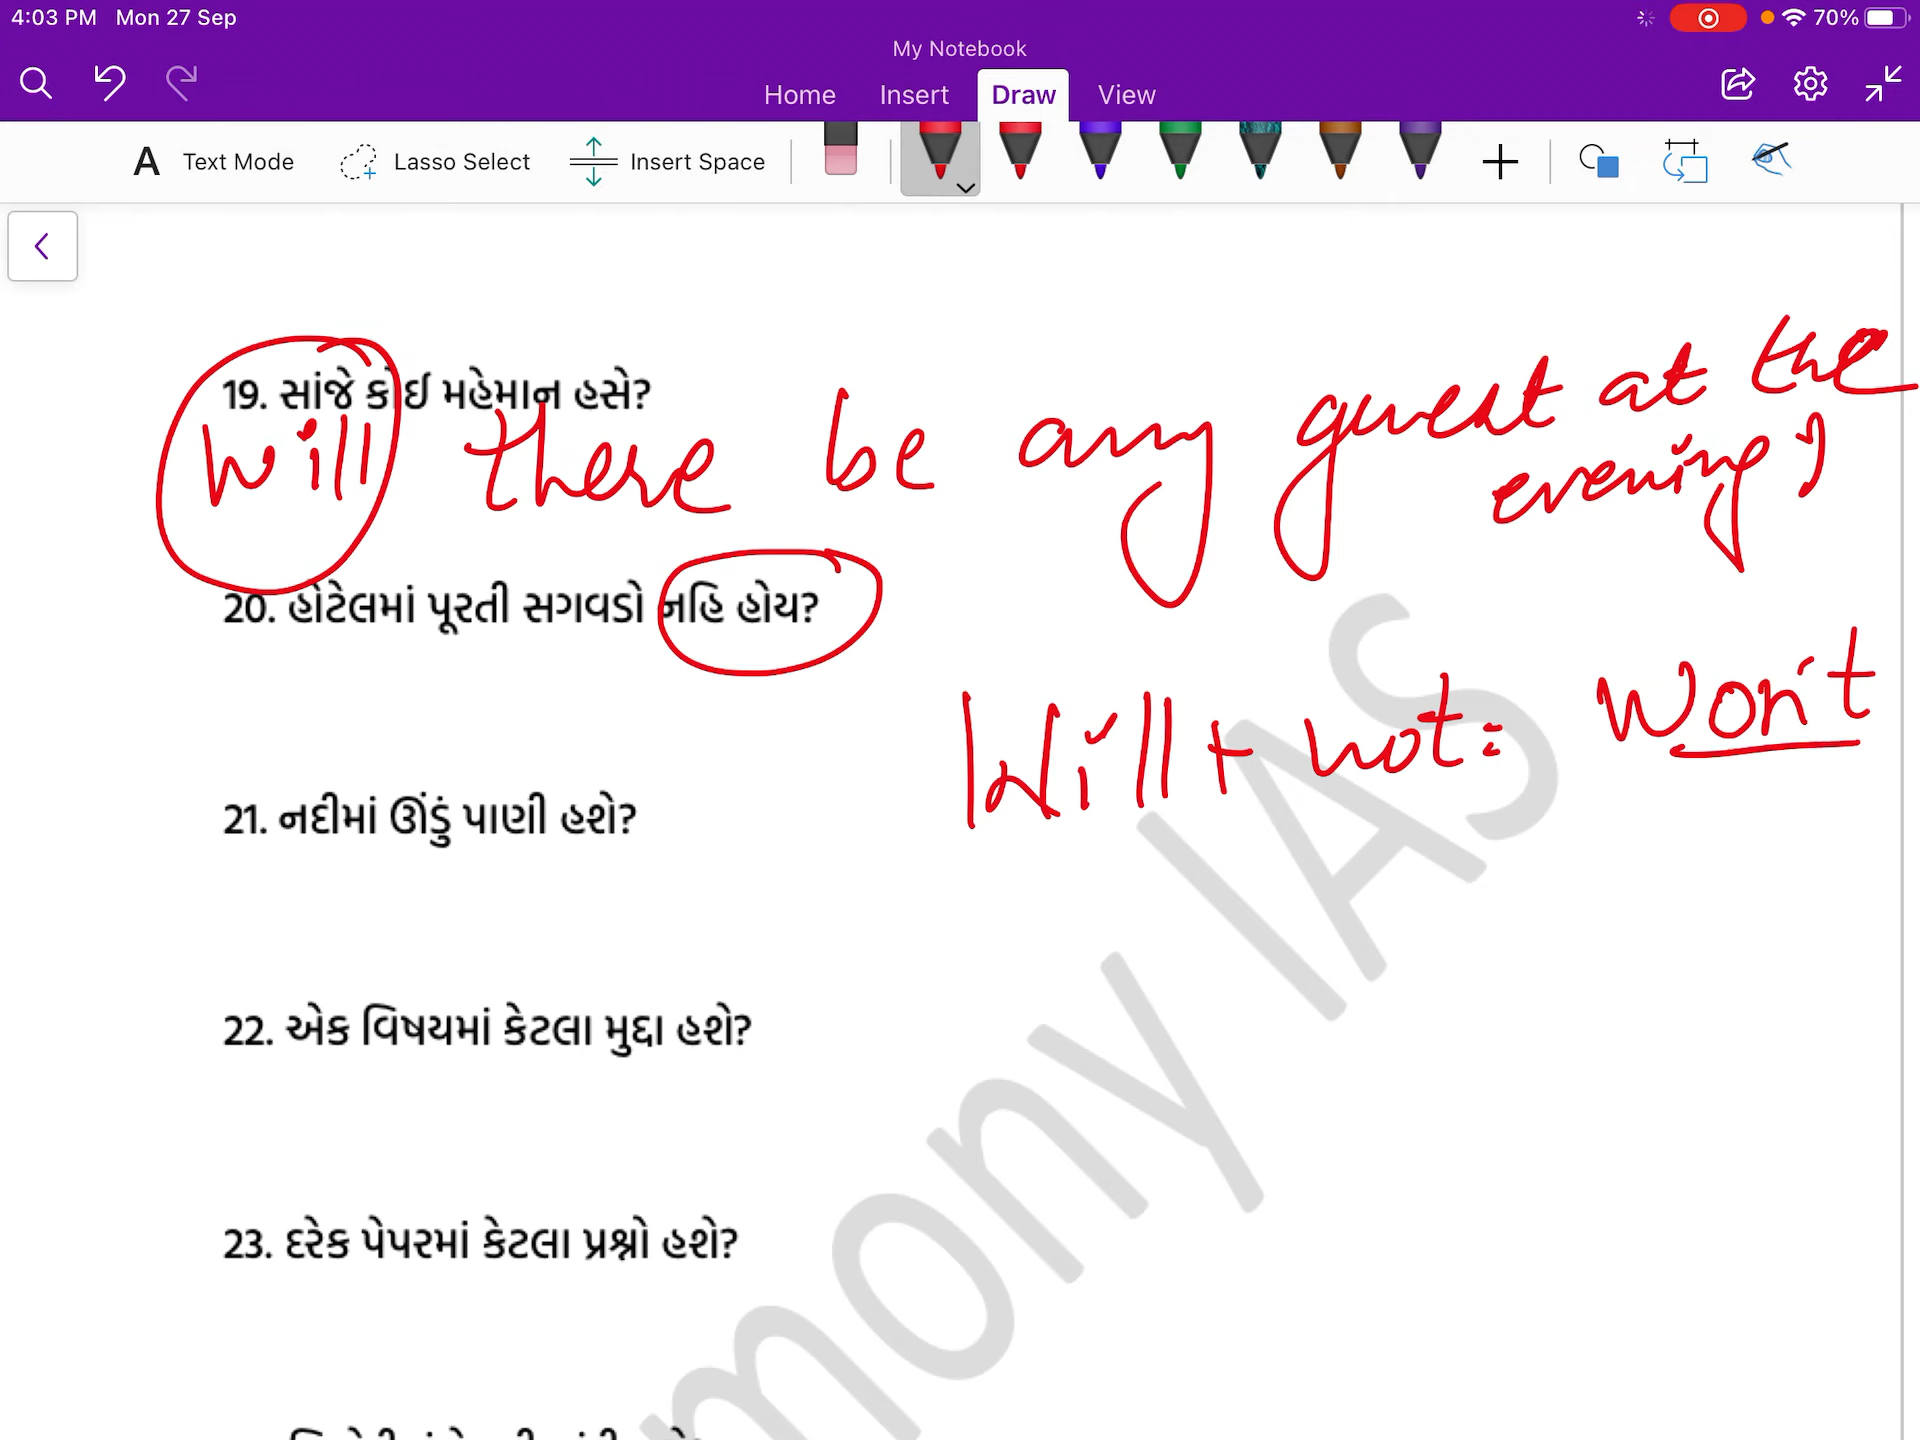 4:03 PM Mon 27 Sep
70%
My Notebook
Home Insert Draw View
A Text Mode Lasso Select Insert Space
19. સાંજે કોઈ મહેમાન હસે?
Will there be any guest at the
evening?
20. હોટેલમાં પૂરતી સગવડો નહિ હોય?
Will + not = Won't
21. નદીમાં ઊંડું પાણી હશે?
22. એક વિષયમાં કેટલા મુદ્દા હશે?
23. દરેક પેપરમાં કેટલા પ્રશ્નો હશે?
mony IAS